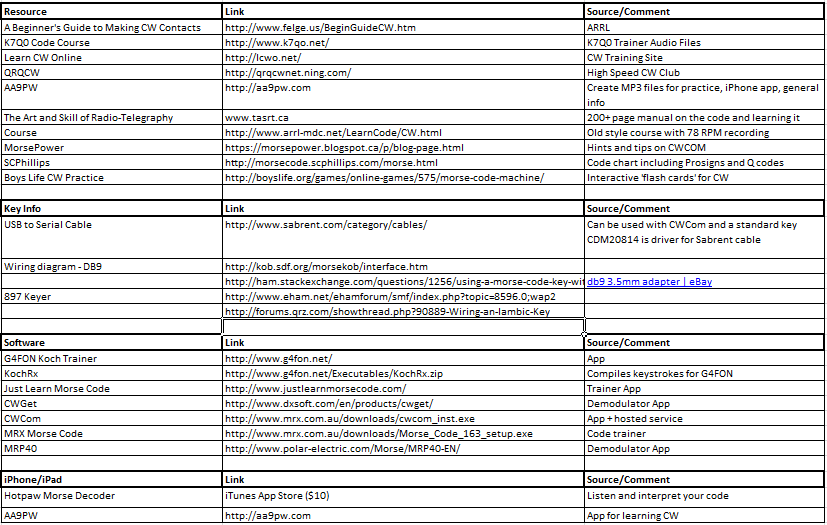 Resource Link Source/Comment
A Beginner's Guide to Making CW Contacts http://www.felge.us/BeginGuideCW.htm ARRL
K7Q0 Code Course http://www.k7qo.net/ K7Q0 Trainer Audio Files
Learn CW Online http://lcwo.net/ CW Training Site
QRQCW http://qrqcwnet.ning.com/ High Speed CW Club
AA9PW http://aa9pw.com Create MP3 files for practice, iPhone app, general
info
The Art and Skill of Radio-Telegraphy www.tasrt.ca 200+ page manual on the code and learning it
Course http://www.arrl-mdc.net/LearnCode/CW.html Old style course with 78 RPM recording
MorsePower https://morsepower.blogspot.ca/p/blog-page.html Hints and tips on CWCOM
SCPhillips http://morsecode.scphillips.com/morse.html Code chart including Prosigns and Q codes
Boys Life CW Practice http://boyslife.org/games/online-games/575/morse-code-machine/ Interactive 'flash cards' for CW
Key Info Link Source/Comment
USB to Serial Cable http://www.sabrent.com/category/cables/ Can be used with CWCom and a standard key
CDM20814 is driver for Sabrent cable
Wiring diagram - DB9 http://kob.sdf.org/morsekob/interface.htm
http://ham.stackexchange.com/questions/1256/using-a-morse-code-key-wit db9 3.5mm adapter | eBay
897 Keyer http://www.eham.net/ehamforum/smf/index.php?topic=8596.0;wap2
http://forums.qrz.com/showthread.php?90889-Wiring-an-Iambic-Key
Software Link Source/Comment
G4FON Koch Trainer http://www.g4fon.net/ App
KochRx http://www.g4fon.net/Executables/KochRx.zip Compiles keystrokes for G4FON
Just Learn Morse Code http://www.justlearnmorsecode.com/ Trainer App
CWGet http://www.dxsoft.com/en/products/cwget/ Demodulator App
CWCom http://www.mrx.com.au/downloads/cwcom_inst.exe App + hosted service
MRX Morse Code http://www.mrx.com.au/downloads/Morse_Code_163_setup.exe Code trainer
MRP40 http://www.polar-electric.com/Morse/MRP40-EN/ Demodulator App
iPhone/iPad Link Source/Comment
Hotpaw Morse Decoder iTunes App Store ($10) Listen and interpret your code
AA9PW http://aa9pw.com App for learning CW